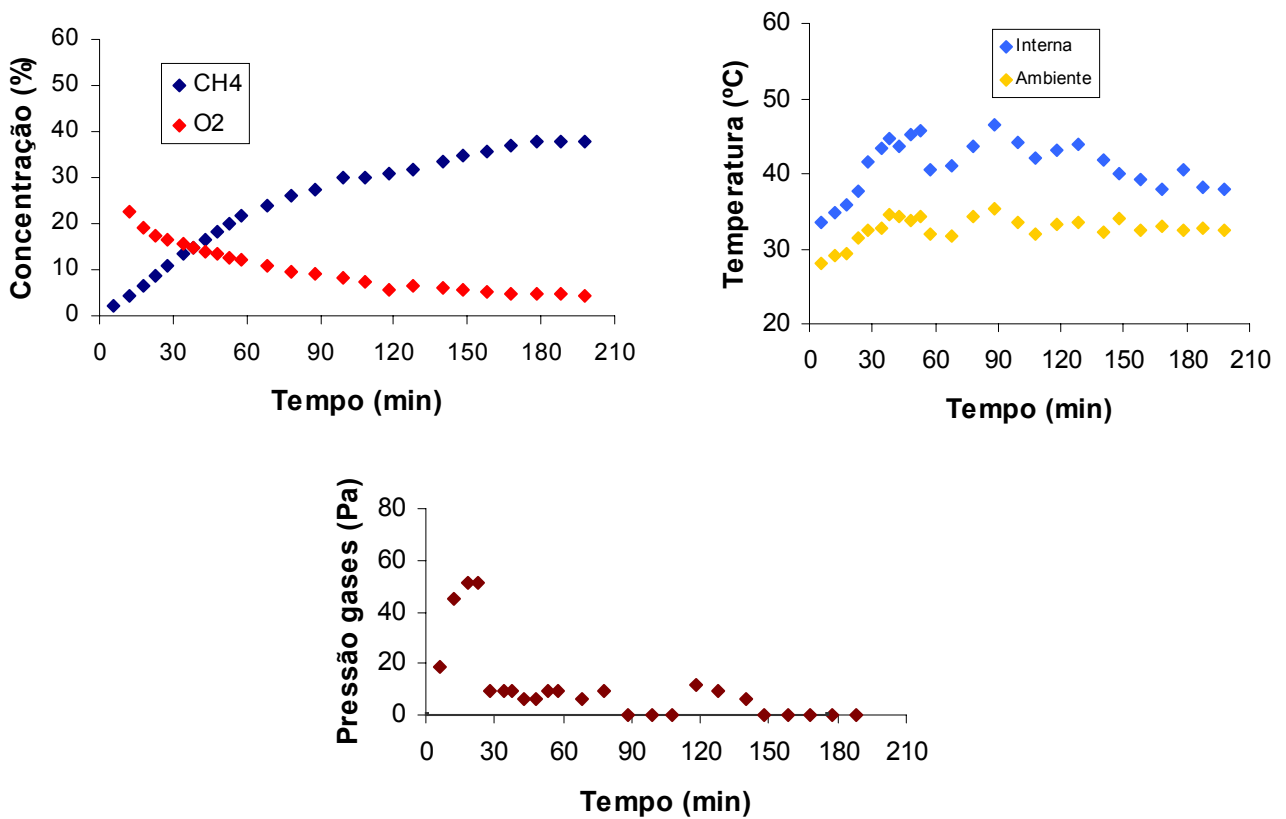 Concentração (%)
60
50
40
30
20
10
0
CH4
O2
0 30 60 90 120 150 180 210
Tempo (min)
Temperatura (ºC)
60
50
40
30
20
Interna
Ambiente
0 30 60 90 120 150 180 210
Tempo (min)
Pressão gases (Pa)
80
60
40
20
0
0 30 60 90 120 150 180 210
Tempo (min)